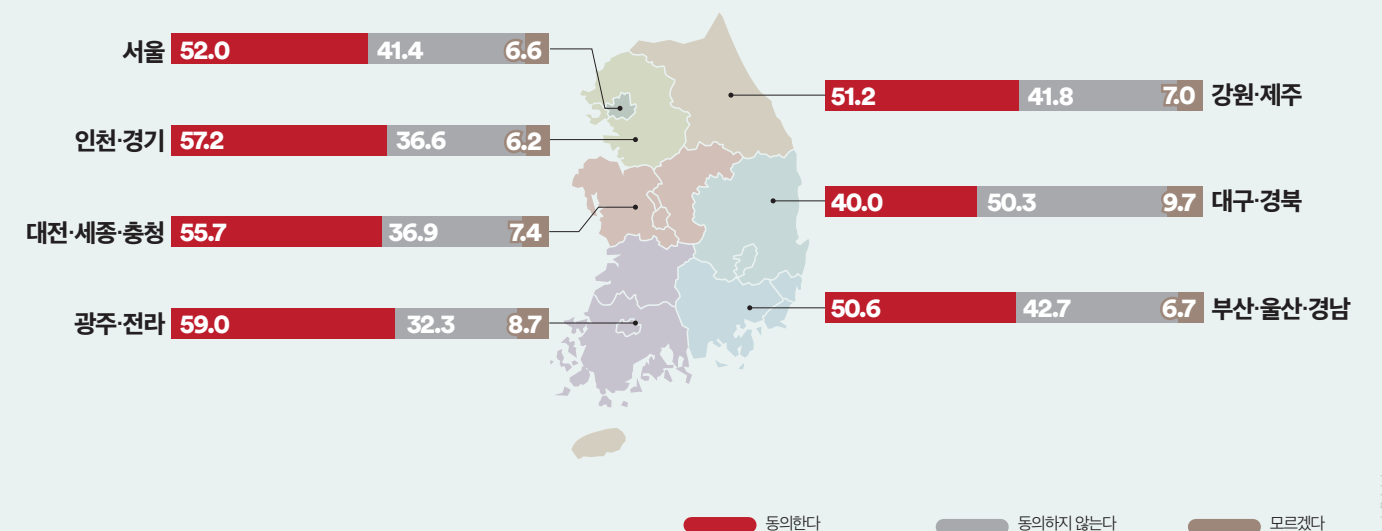 서울 52.0 41.4 6.6
인천·경기 57.2 36.6 6.2
대전·세종·충청 55.7 36.9 7.4
광주·전라 59.0 32.3 8.7
51.2 41.8 7.0 강원·제주
40.0 50.3 9.7 대구·경북
50.6 42.7 6.7 부산·울산·경남
동의한다 동의하지 않는다 모르겠다